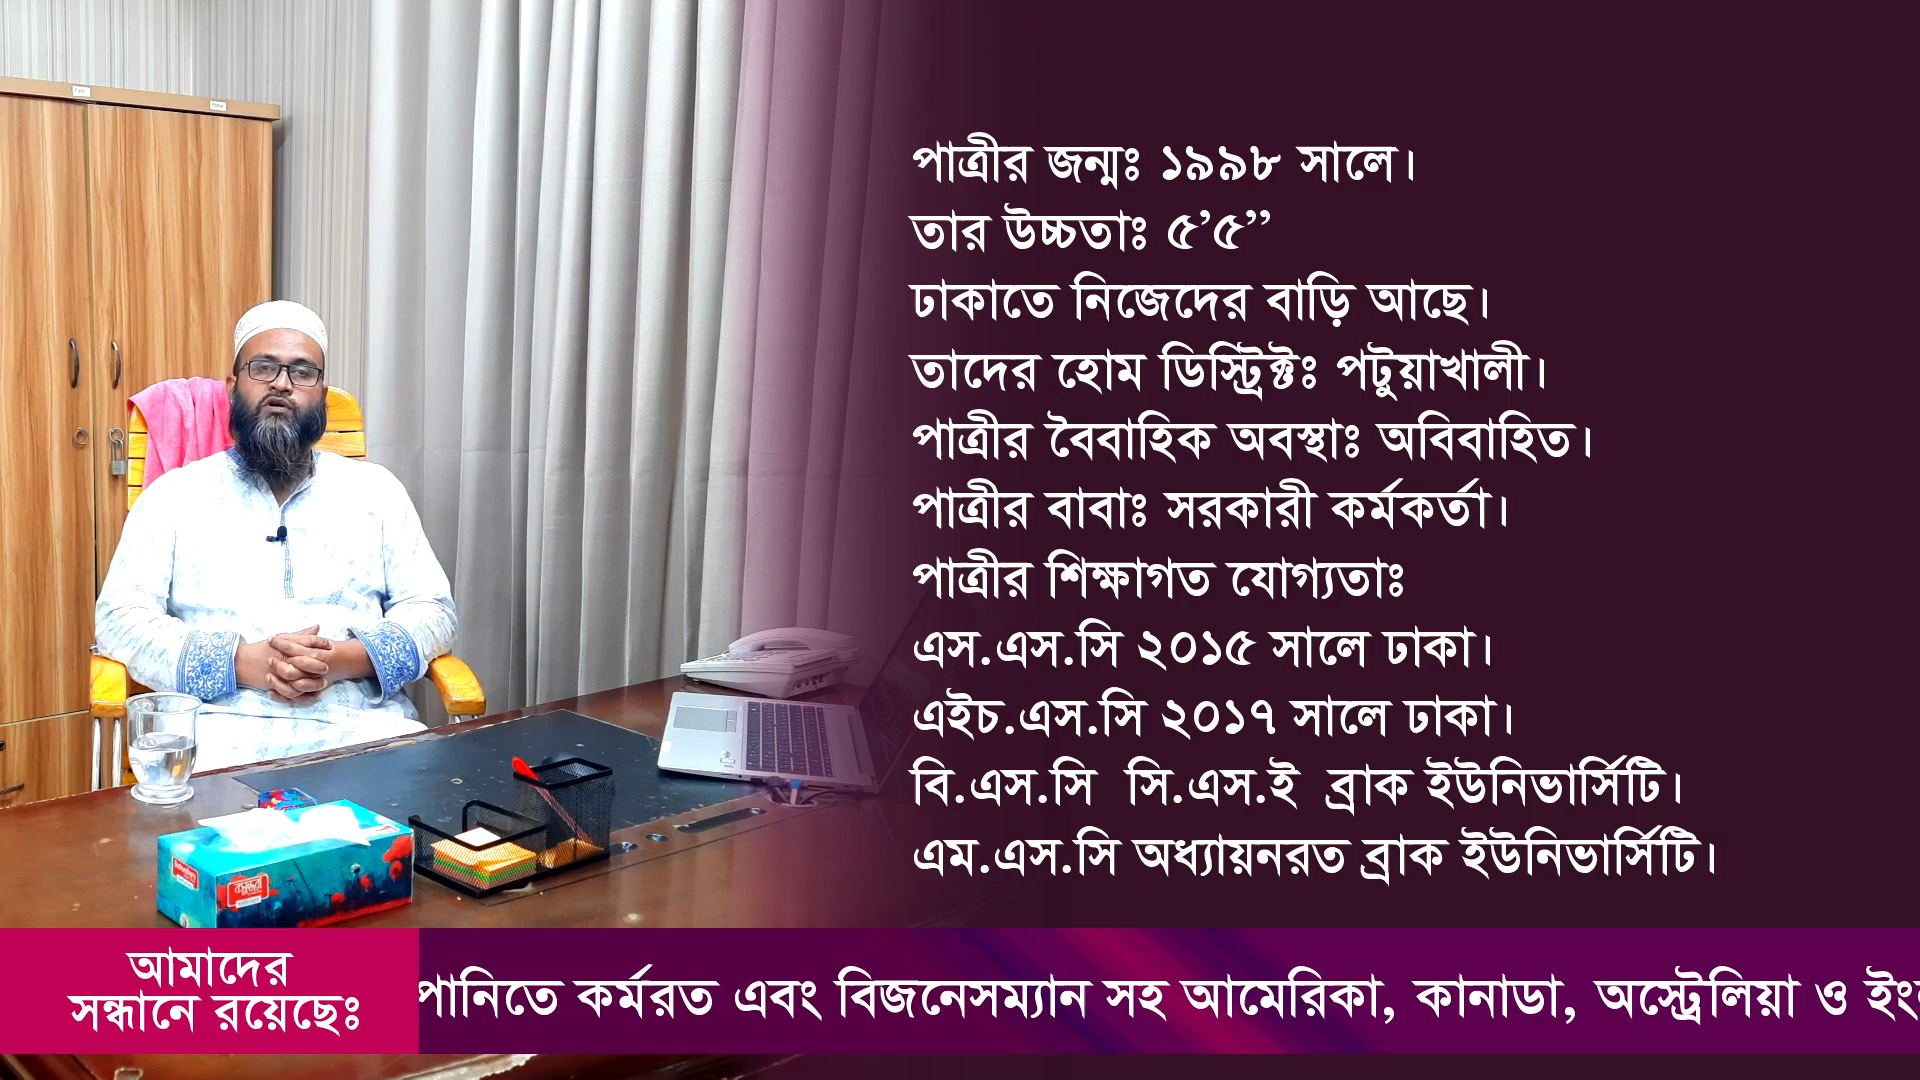 পাত্রীর জন্মঃ ১৯৯৮ সালে।
তার উচ্চতাঃ ৫’৫’’
ঢাকাতে নিজেদের বাড়ি আছে।
তাদের হোম ডিস্ট্রিক্টঃ পটুয়াখালী।
পাত্রীর বৈবাহিক অবস্থাঃ অবিবাহিত।
পাত্রীর বাবাঃ সরকারী কর্মকর্তা।
পাত্রীর শিক্ষাগত যোগ্যতাঃ
এস.এস.সি ২০১৫ সালে ঢাকা।
এইচ.এস.সি ২০১৭ সালে ঢাকা।
বি.এস.সি সি.এস.ই ব্রাক ইউনিভার্সিটি।
এম.এস.সি অধ্যায়নরত ব্রাক ইউনিভার্সিটি।
বসুন্ধরা
আমাদের
সন্ধানে রয়েছেঃ
পানিতে কর্মরত এবং বিজনেসম্যান সহ আমেরিকা, কানাডা, অস্ট্রেলিয়া ও